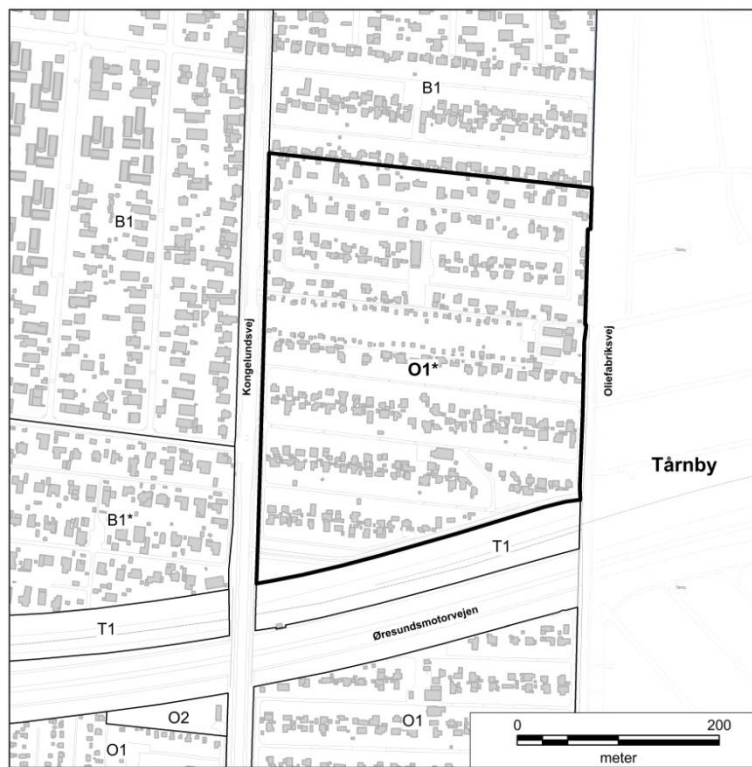 B1
B1
Kongelundsvej
O1*
Oliefabriksvej
Tårnby
B1*
T1
T1
Øresundsmotorvejen
O2
O1
O1
0
200
meter